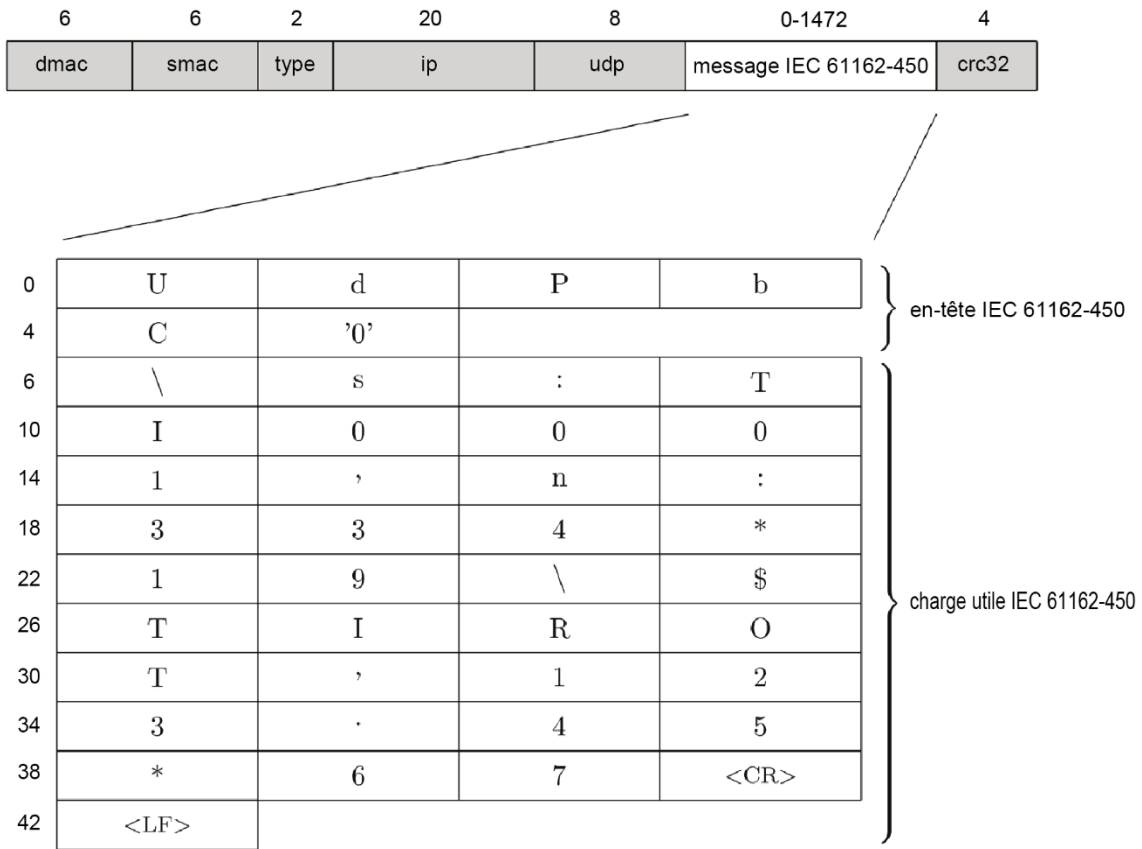 6 6 2 20 8 0-1472 4
dmac smac type ip udp message IEC 61162-450 crc32
0 U d P b
en-tête IEC 61162-450
4 C '0'
6 \ s : T
10 I 0 0 0
14 1 , n :
18 3 3 4 *
22 1 9 \ $
charge utile IEC 61162-450
26 T I R O
30 T , 1 2
34 3 . 4 5
38 * 6 7 <CR>
42 <LF>